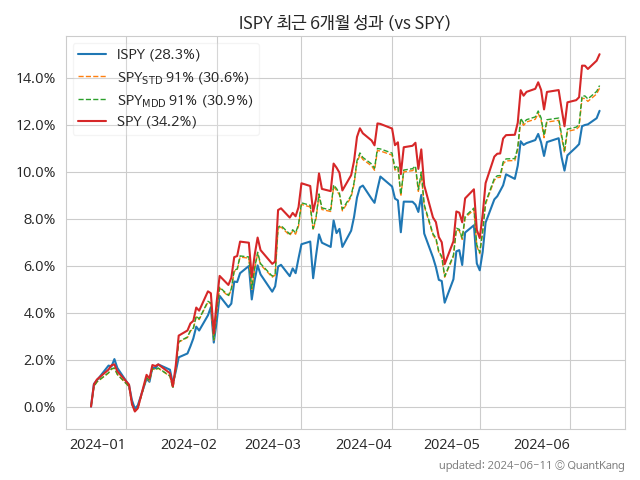 ISPY 최근 6개월 성과 (vs SPY)
ISPY (28.3%)
SPY_STD 91% (30.6%)
SPY_MDD 91% (30.9%)
SPY (34.2%)
14.0%
12.0%
10.0%
8.0%
6.0%
4.0%
2.0%
0.0%
2024-01 2024-02 2024-03 2024-04 2024-05 2024-06
updated: 2024-06-11 © QuantKang